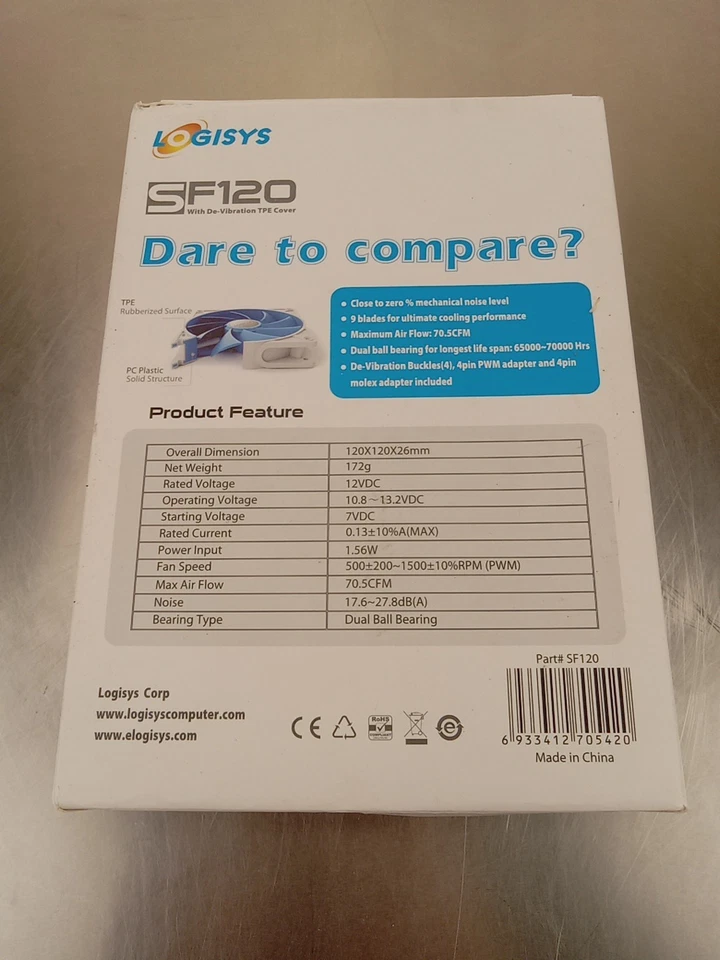 LOGISYS
SF120
With De-Vibration TPE Cover
Dare to compare?
TPE
Rubberized Surface
PC Plastic
Solid Structure
• Close to zero % mechanical noise level
• 9 blades for ultimate cooling performance
• Maximum Air Flow: 70.5CFM
• Dual ball bearing for longest life span: 65000~70000 Hrs
• De-Vibration Buckles(4), 4pin PWM adapter and 4pin
molex adapter included
Product Feature
Overall Dimension 120X120X26mm
Net Weight 172g
Rated Voltage 12VDC
Operating Voltage 10.8~13.2VDC
Starting Voltage 7VDC
Rated Current 0.13±10%A(MAX)
Power Input 1.56W
Fan Speed 500±200~1500±10%RPM (PWM)
Max Air Flow 70.5CFM
Noise 17.6~27.8dB(A)
Bearing Type Dual Ball Bearing
Logisys Corp
www.logisyscomputer.com
www.elogisys.com
CE
RoHS
COMPLIANT
e
Part# SF120
6 933412 705420
Made in China